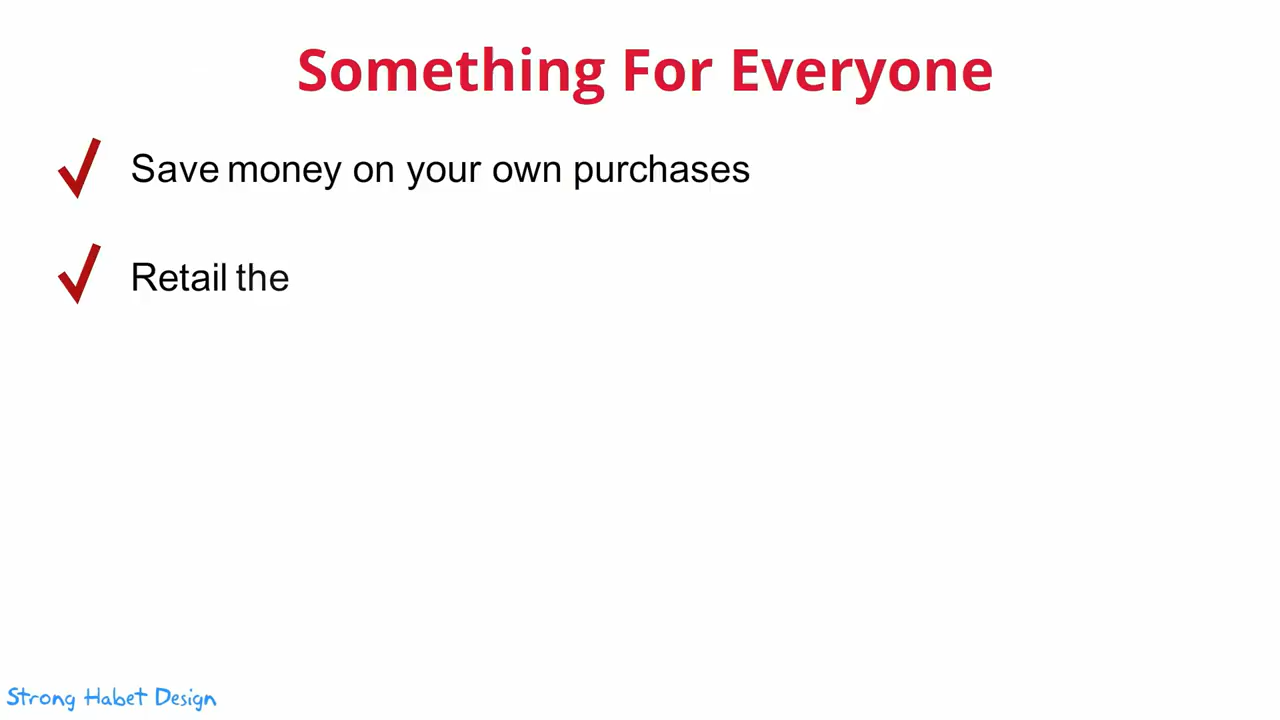 Something For Everyone
Save money on your own purchases
Retail the
Strong Habet Design